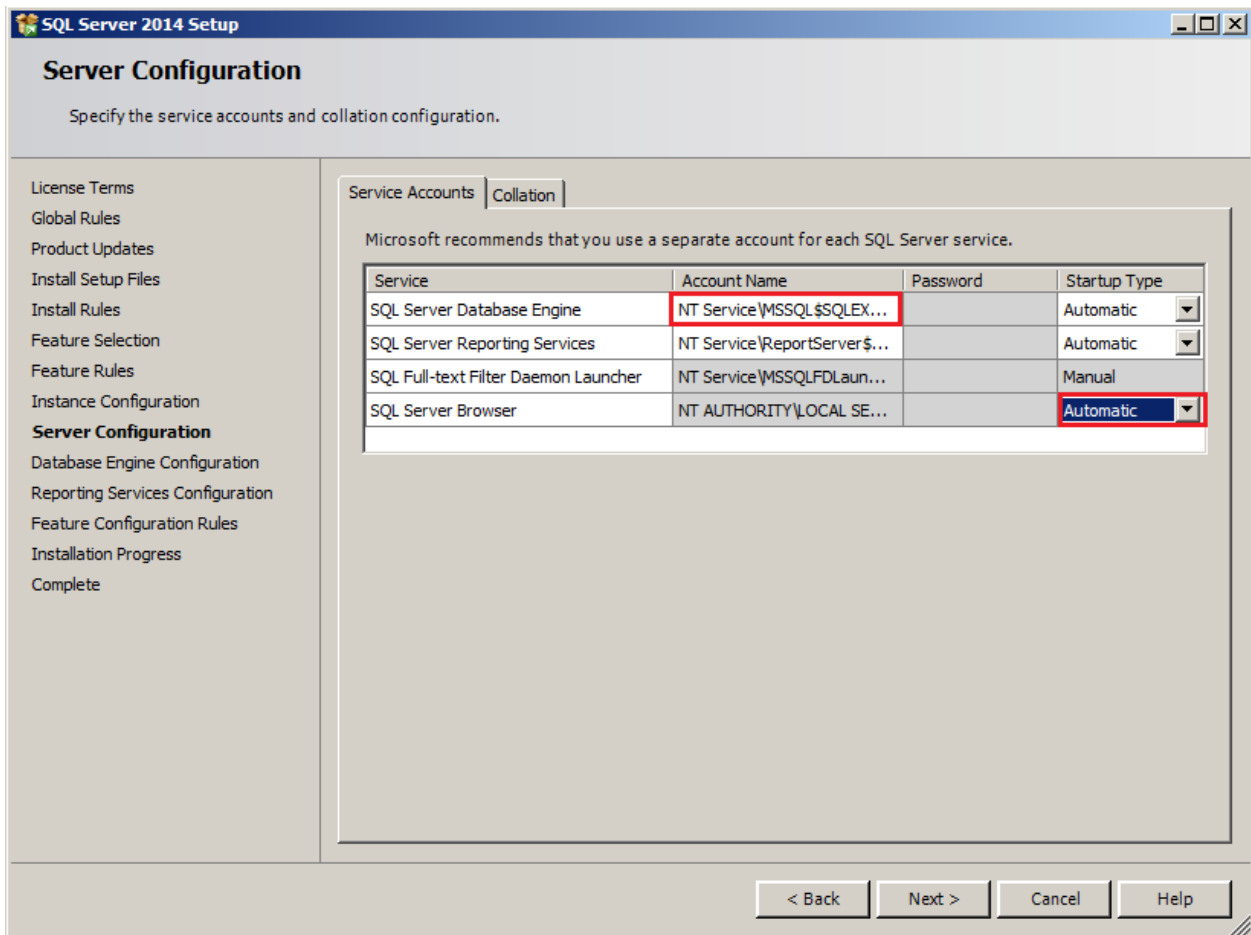 SQL Server 2014 Setup
Server Configuration
Specify the service accounts and collation configuration.
License Terms
Global Rules
Product Updates
Install Setup Files
Install Rules
Feature Selection
Feature Rules
Instance Configuration
Server Configuration
Database Engine Configuration
Reporting Services Configuration
Feature Configuration Rules
Installation Progress
Complete
Service Accounts Collation
Microsoft recommends that you use a separate account for each SQL Server service.
Service Account Name Password Startup Type
SQL Server Database Engine NT Service\MSSQL$SQLEX... Automatic
SQL Server Reporting Services NT Service\ReportServer$... Automatic
SQL Full-text Filter Daemon Launcher NT Service\MSSQLFDLaun... Manual
SQL Server Browser NT AUTHORITY\LOCAL SE... Automatic
< Back Next > Cancel Help